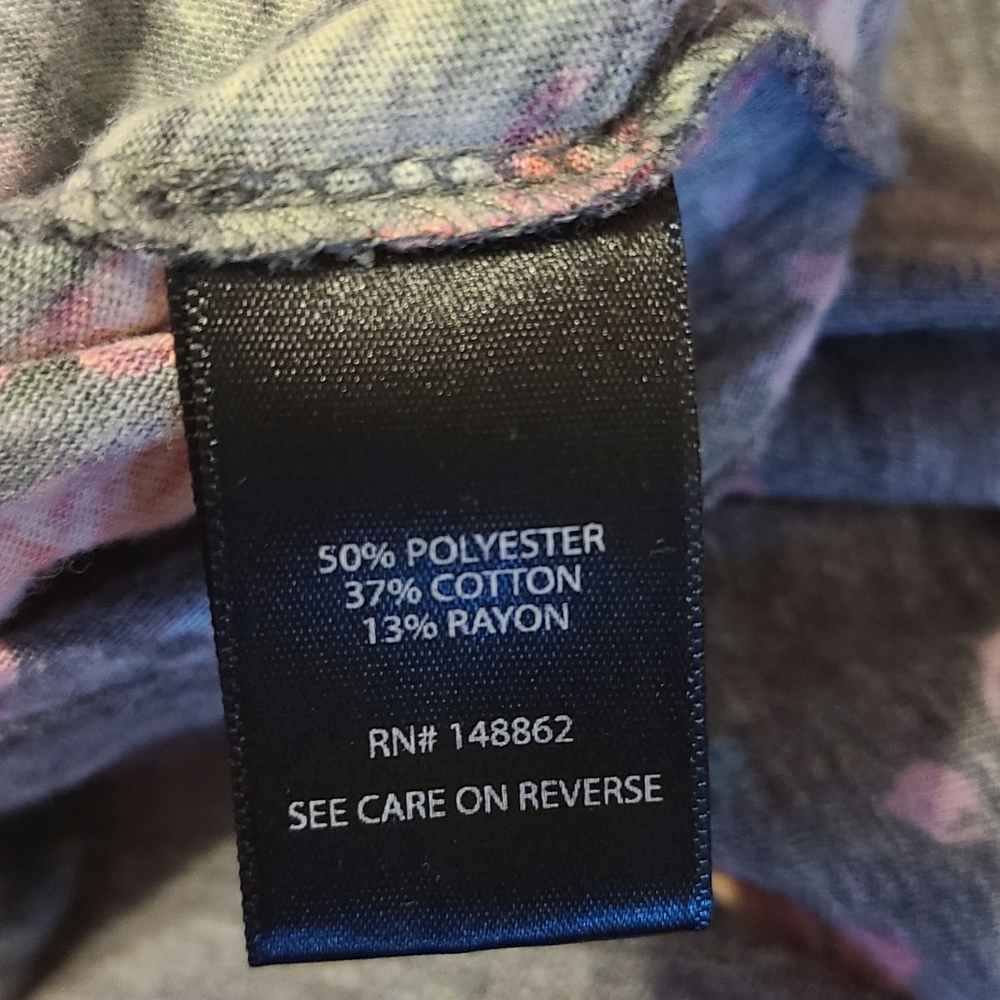 50% POLYESTER
37% COTTON
13% RAYON
RN# 148862
SEE CARE ON REVERSE